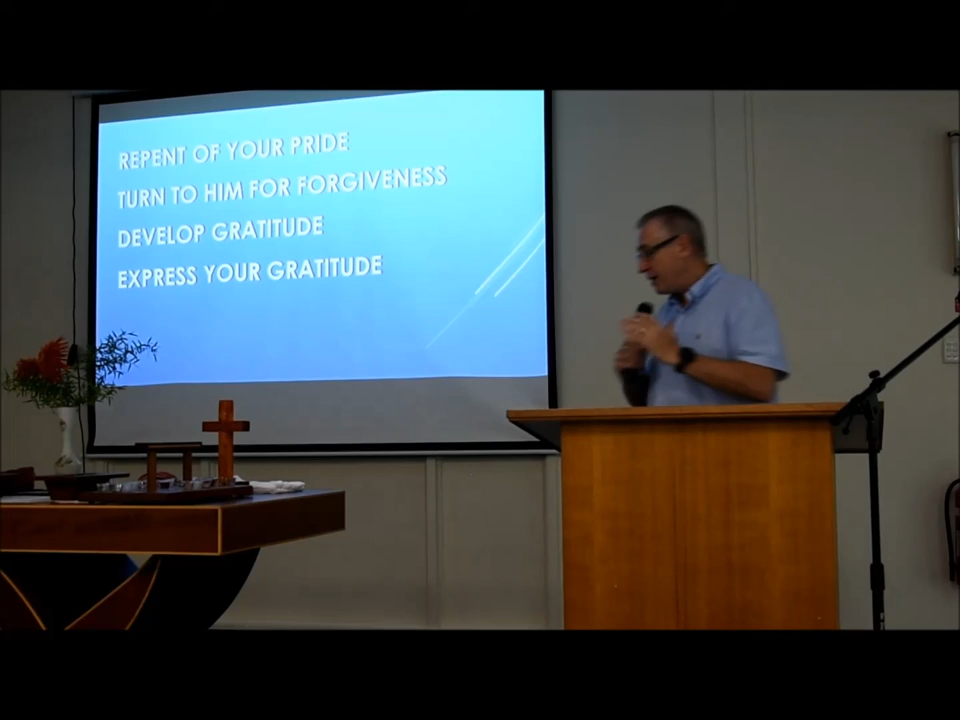 REPENT OF YOUR PRIDE
TURN TO HIM FOR FORGIVENESS
DEVELOP GRATITUDE
EXPRESS YOUR GRATITUDE